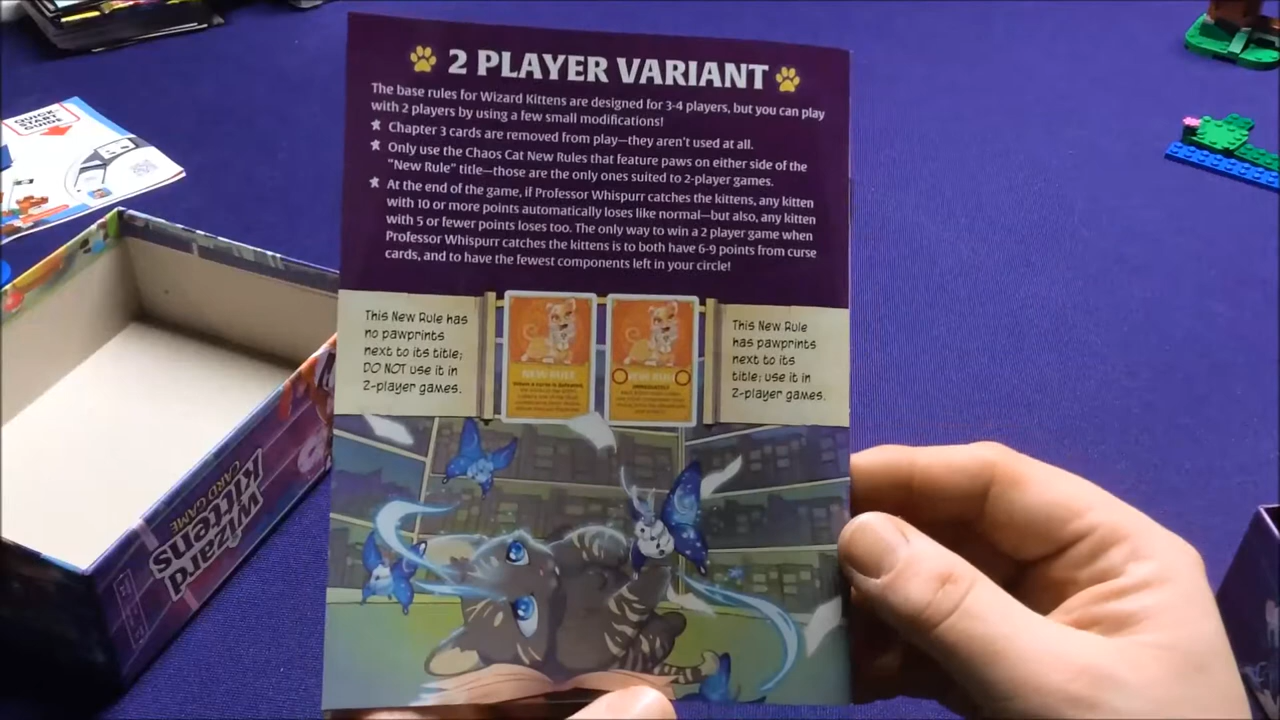 2 PLAYER VARIANT
The base rules for Wizard Kittens are designed for 3-4 players, but you can play
with 2 players by using a few small modifications!
Chapter 3 cards are removed from play—they aren't used at all.
Only use the Chaos Cat New Rules that feature paws on either side of the
"New Rule" title—those are the only ones suited to 2-player games.
At the end of the game, if Professor Whispurr catches the kittens, any kitten
with 10 or more points automatically loses like normal—but also, any kitten
with 5 or fewer points loses too. The only way to win a 2 player game when
Professor Whispurr catches the kittens is to both have 6-9 points from curse
cards, and to have the fewest components left in your circle!
This New Rule has
no pawprints
next to its title;
DO NOT use it in
2-player games.
NEW RULE
NEW RULE
IMMEDIATELY
This New Rule
has pawprints
next to its
title; use it in
2-player games.
QUICK-
START
GUIDE
wizard
kittens
CARD GAME